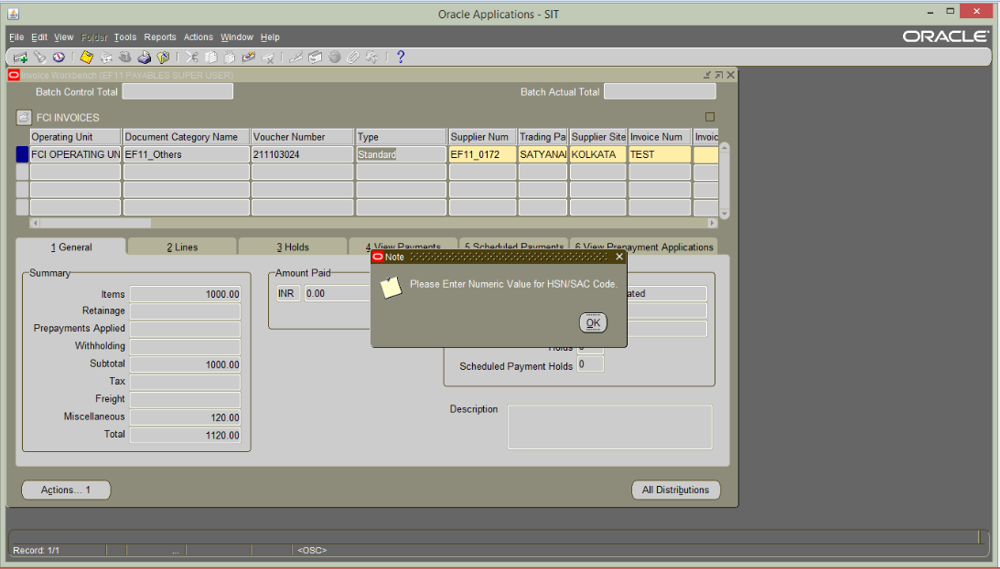 Oracle Applications - SIT
File Edit View Folder Tools Reports Actions Window Help
ORACLE
Invoice Workbench (EF11 PAYABLES SUPER USER)
Batch Control Total
Batch Actual Total
FCI INVOICES
Operating Unit Document Category Name Voucher Number Type Supplier Num Trading Pa Supplier Site Invoice Num Invoic
FCI OPERATING UN EF11_Others 211103024 Standard EF11_0172 SATYANAI KOLKATA TEST
1 General 2 Lines 3 Holds 4 View Payments 5 Scheduled Payments 6 View Prepayment Applications
Note
Please Enter Numeric Value for HSN/SAC Code.
OK
Summary
Items 1000.00
Retainage
Prepayments Applied
Withholding
Subtotal 1000.00
Tax
Freight
Miscellaneous 120.00
Total 1120.00
Amount Paid
INR 0.00
ated
Holds 0
Scheduled Payment Holds 0
Description
Actions... 1
All Distributions
Record: 1/1 ... <OSC>